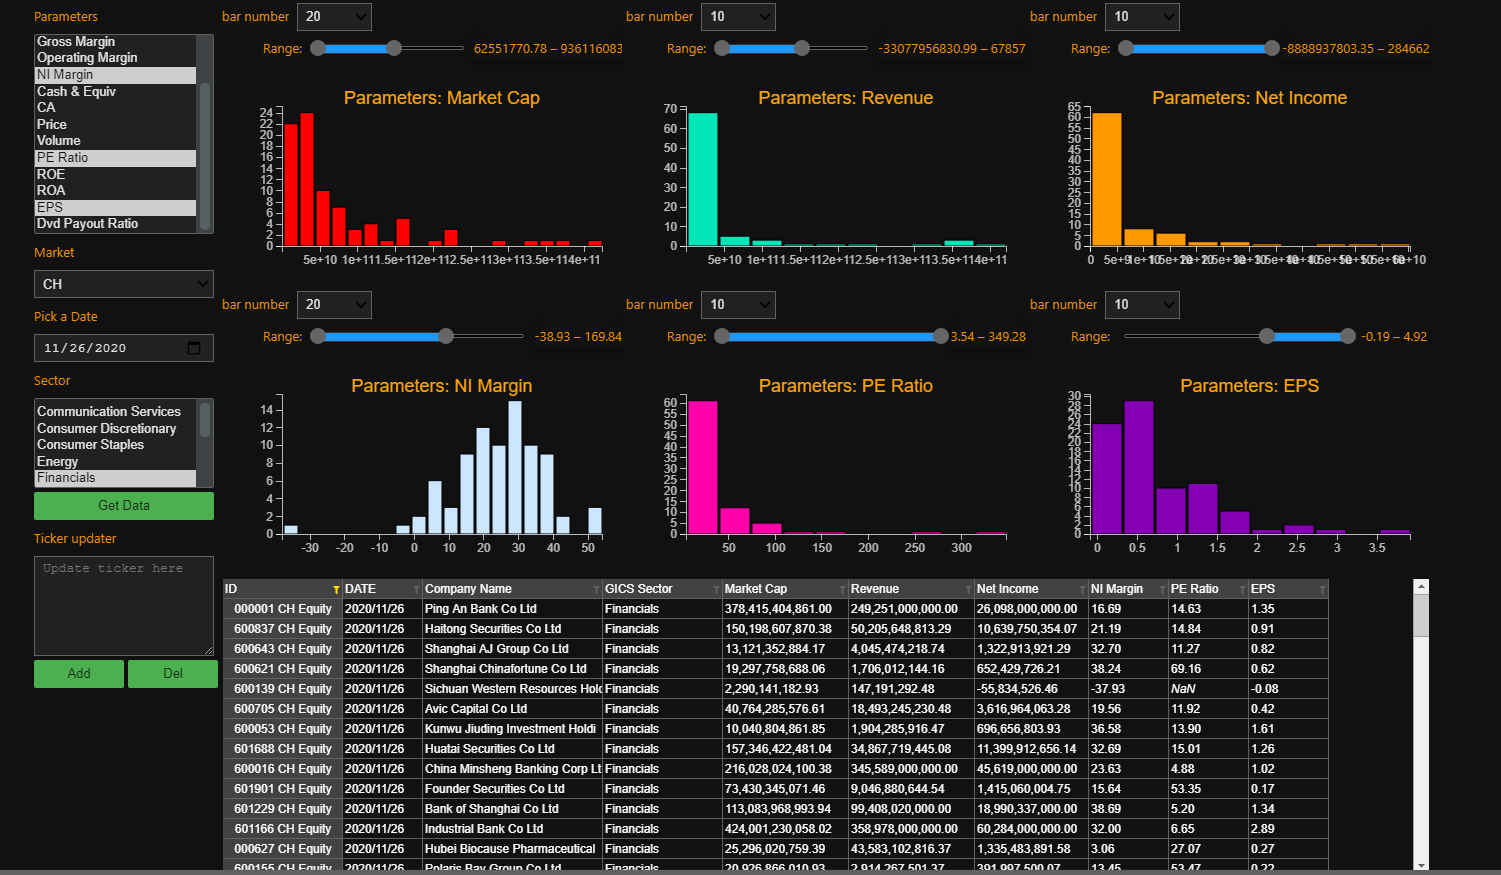 Parameters
Gross Margin
Operating Margin
NI Margin
Cash & Equiv
CA
Price
Volume
PE Ratio
ROE
ROA
EPS
Dvd Payout Ratio
Market
CH
Pick a Date
11/26/2020
Sector
Communication Services
Consumer Discretionary
Consumer Staples
Energy
Financials
Get Data
Ticker updater
Update ticker here
Add Del
bar number 20
Range: 62551770.78 – 936116083
Parameters: Market Cap
24
22
20
18
16
14
12
10
8
6
4
2
0
5e+10 1e+11 1.5e+11 2e+11 2.5e+11 3e+11 3.5e+11 4e+11
bar number 10
Range: -33077956830.99 – 67857
Parameters: Revenue
70
60
50
40
30
20
10
0
5e+10 1e+11 1.5e+11 2e+11 2.5e+11 3e+11 3.5e+11 4e+11
bar number 10
Range: -8888937803.35 – 284662
Parameters: Net Income
65
60
55
50
45
40
35
30
25
20
15
10
5
0
0 5e+9 1e+10 1.5e+10 2e+10 2.5e+10 3e+10 3.5e+10 4e+10 4.5e+10 5e+10 5.5e+10 6e+10
bar number 20
Range: -38.93 – 169.84
Parameters: NI Margin
14
12
10
8
6
4
2
0
-30 -20 -10 0 10 20 30 40 50
bar number 10
Range: 3.54 – 349.28
Parameters: PE Ratio
60
55
50
45
40
35
30
25
20
15
10
5
0
50 100 150 200 250 300
bar number 10
Range: -0.19 – 4.92
Parameters: EPS
30
28
26
24
22
20
18
16
14
12
10
8
6
4
2
0
0 0.5 1 1.5 2 2.5 3 3.5
ID DATE Company Name GICS Sector Market Cap Revenue Net Income NI Margin PE Ratio EPS
000001 CH Equity 2020/11/26 Ping An Bank Co Ltd Financials 378,415,404,861.00 249,251,000,000.00 26,098,000,000.00 16.69 14.63 1.35
600837 CH Equity 2020/11/26 Haitong Securities Co Ltd Financials 150,198,607,870.38 50,205,648,813.29 10,639,750,354.07 21.19 14.84 0.91
600643 CH Equity 2020/11/26 Shanghai AJ Group Co Ltd Financials 13,121,352,884.17 4,045,474,218.74 1,322,913,921.29 32.70 11.27 0.82
600621 CH Equity 2020/11/26 Shanghai Chinafortune Co Ltd Financials 19,297,758,688.06 1,706,012,144.16 652,429,726.21 38.24 69.16 0.62
600139 CH Equity 2020/11/26 Sichuan Western Resources Hold Financials 2,290,141,182.93 147,191,292.48 -55,834,526.46 -37.93 NaN -0.08
600705 CH Equity 2020/11/26 Avic Capital Co Ltd Financials 40,764,285,576.61 18,493,245,230.48 3,616,964,063.28 19.56 11.92 0.42
600053 CH Equity 2020/11/26 Kunwu Jiuding Investment Holdi Financials 10,040,804,861.85 1,904,285,916.47 696,656,803.93 36.58 13.90 1.61
601688 CH Equity 2020/11/26 Huatai Securities Co Ltd Financials 157,346,422,481.04 34,867,719,445.08 11,399,912,656.14 32.69 15.01 1.26
600016 CH Equity 2020/11/26 China Minsheng Banking Corp Lt Financials 216,028,024,100.38 345,589,000,000.00 45,619,000,000.00 23.63 4.88 1.02
601901 CH Equity 2020/11/26 Founder Securities Co Ltd Financials 73,430,345,071.46 9,046,880,644.54 1,415,060,004.75 15.64 53.35 0.17
601229 CH Equity 2020/11/26 Bank of Shanghai Co Ltd Financials 113,083,968,993.94 99,408,020,000.00 18,990,337,000.00 38.69 5.20 1.34
601166 CH Equity 2020/11/26 Industrial Bank Co Ltd Financials 424,001,230,058.02 358,978,000,000.00 60,284,000,000.00 32.00 6.65 2.89
000627 CH Equity 2020/11/26 Hubei Biocause Pharmaceutical Financials 25,296,020,759.39 43,583,102,816.37 1,335,483,891.58 3.06 27.07 0.27
600155 CH Equity 2020/11/26 Polaris Bay Group Co Ltd Financials 20,926,866,010.93 2,914,267,501.37 391,997,500.07 13.45 53.47 0.22